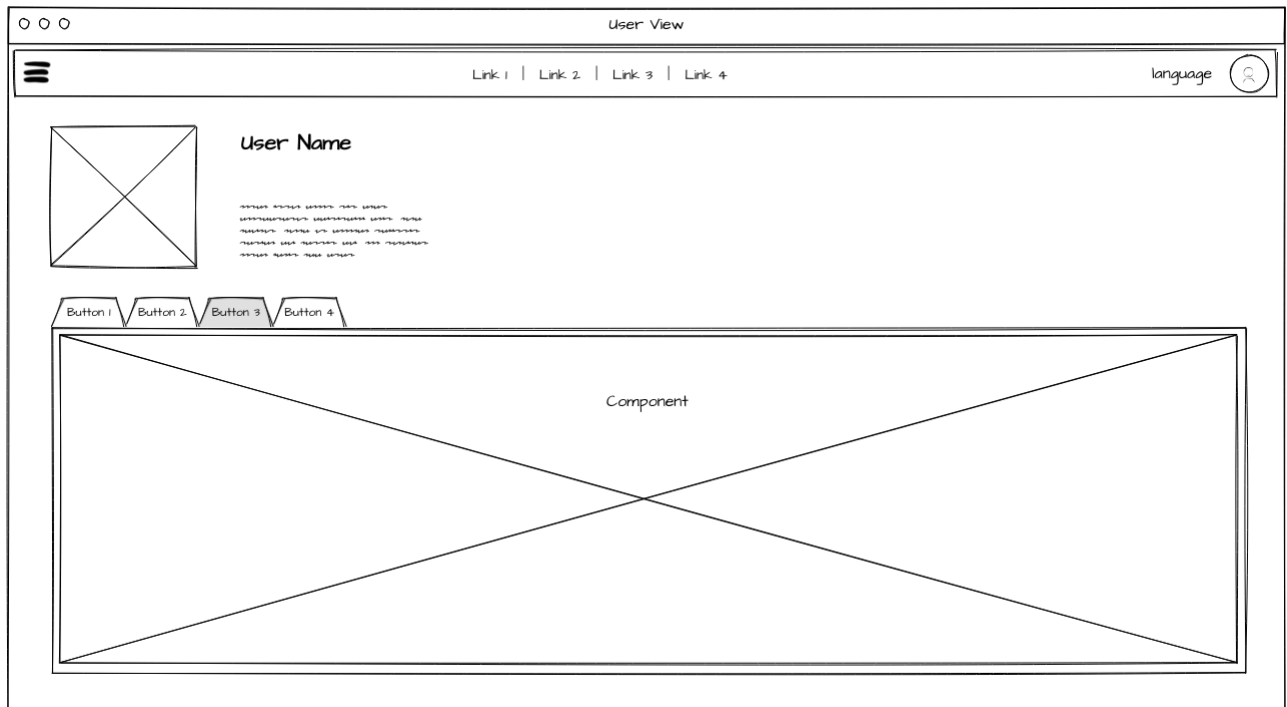 User View
Link 1 | Link 2 | Link 3 | Link 4
language
User Name
Button 1
Button 2
Button 3
Button 4
Component